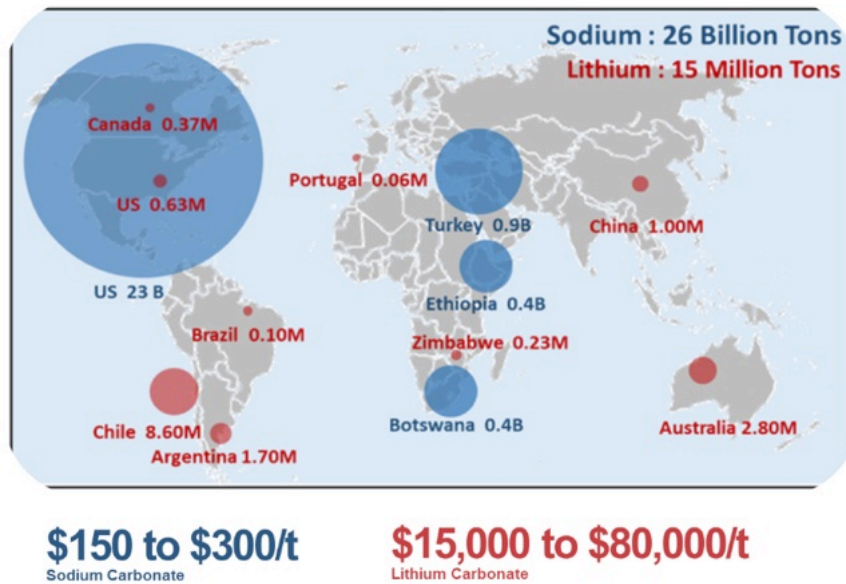 Sodium : 26 Billion Tons
Lithium : 15 Million Tons
Canada 0.37M
Portugal 0.06M
US 0.63M
Turkey 0.9B
China 1.00M
US 23 B
Ethiopia 0.4B
Brazil 0.10M
Zimbabwe 0.23M
Chile 8.60M
Botswana 0.4B
Australia 2.80M
Argentina 1.70M
$150 to $300/t
Sodium Carbonate
$15,000 to $80,000/t
Lithium Carbonate